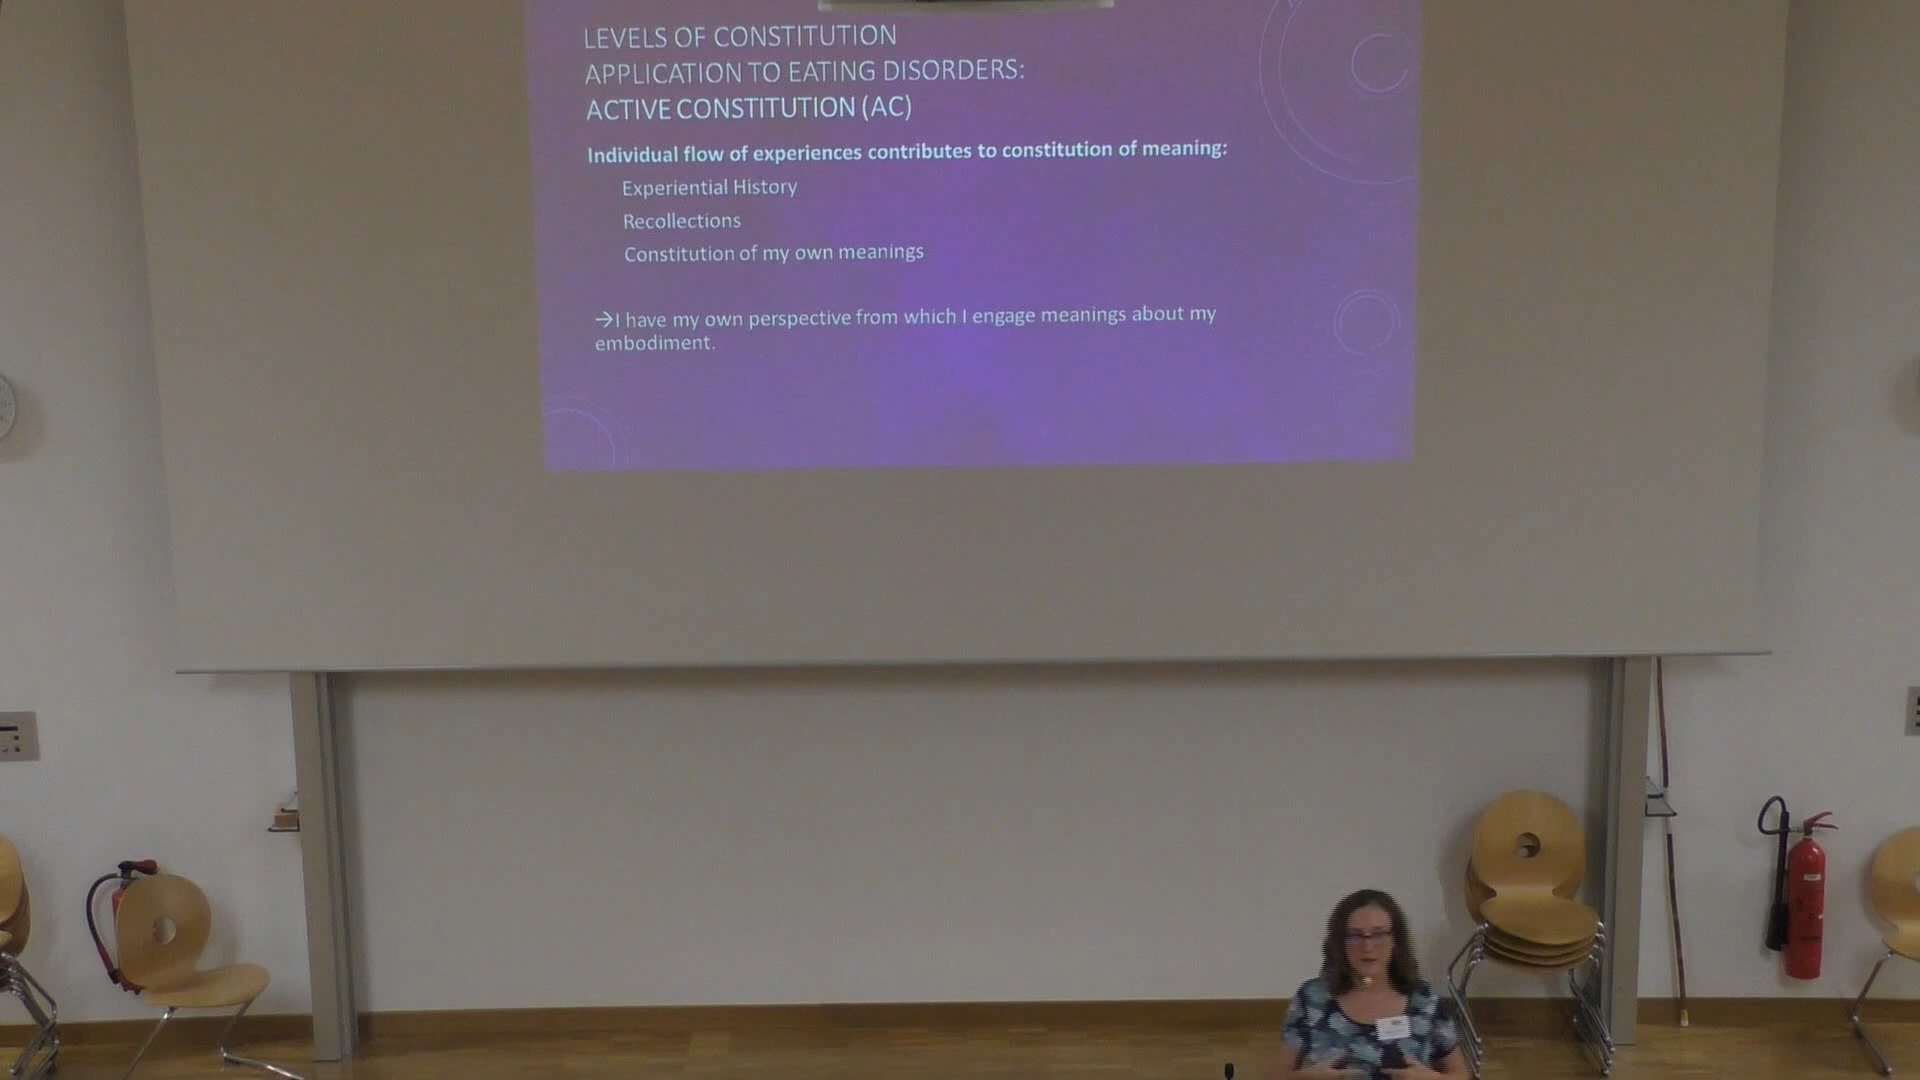 LEVELS OF CONSTITUTION
APPLICATION TO EATING DISORDERS:
ACTIVE CONSTITUTION (AC)
Individual flow of experiences contributes to constitution of meaning:
Experiential History
Recollections
Constitution of my own meanings
→I have my own perspective from which I engage meanings about my
embodiment.